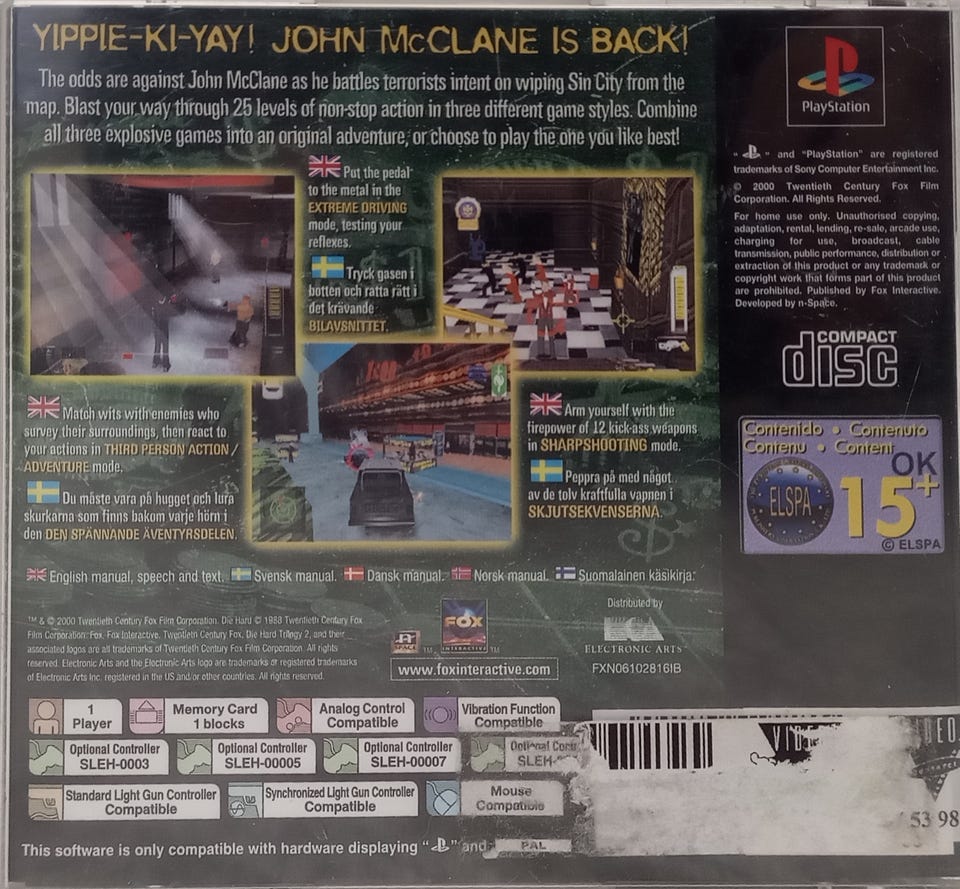 YIPPIE-KI-YAY! JOHN McCLANE IS BACK!
The odds are against John McClane as he battles terrorists intent on wiping Sin City from the
map. Blast your way through 25 levels of non-stop action in three different game styles. Combine
all three explosive games into an original adventure, or choose to play the one you like best!
Put the pedal
to the metal in the
EXTREME DRIVING
mode, testing your
reflexes.
Tryck gasen i
botten och ratta rätt i
det krävande
BILAVSNITTET.
Match wits with enemies who
survey their surroundings, then react to
your actions in THIRD PERSON ACTION /
ADVENTURE mode.
Du måste vara på hugget och lura
skurkarna som finns bakom varje hörn i
den DEN SPÄNNANDE ÄVENTYRSDELEN.
Arm yourself with the
firepower of 12 kick-ass weapons
in SHARPSHOOTING mode.
Peppra på med något
av de tolv kraftfulla vapnen i
SKJUTSEKVENSERNA.
English manual, speech and text. Svensk manual. Dansk manual. Norsk manual. Suomalainen käsikirja.
™ & © 2000 Twentieth Century Fox Film Corporation. Die Hard © 1988 Twentieth Century Fox
Film Corporation. Fox, Fox Interactive, Twentieth Century Fox, Die Hard Trilogy 2, and their
associated logos are all trademarks of Twentieth Century Fox Film Corporation. All rights
reserved. Electronic Arts and the Electronic Arts logo are trademarks or registered trademarks
of Electronic Arts Inc. registered in the US and/or other countries. All rights reserved.
n SPACE ™
FOX
INTERACTIVE ™
www.foxinteractive.com
Distributed by
ELECTRONIC ARTS
FXN06102816IB
PlayStation
" " and "PlayStation" are registered
trademarks of Sony Computer Entertainment Inc.
© 2000 Twentieth Century Fox Film
Corporation. All Rights Reserved.
For home use only. Unauthorised copying,
adaptation, rental, lending, re-sale, arcade use,
charging for use, broadcast, cable
transmission, public performance, distribution or
extraction of this product or any trademark or
copyright work that forms part of this product
are prohibited. Published by Fox Interactive.
Developed by n-Space.
COMPACT
disc
Contenido • Contenuto
Contenu • Content
OK
ELSPA
15+
© ELSPA
1
Player
Memory Card
1 blocks
Analog Control
Compatible
Vibration Function
Compatible
Optional Controller
SLEH-0003
Optional Controller
SLEH-00005
Optional Controller
SLEH-00007
Optional
SLEH-
Standard Light Gun Controller
Compatible
Synchronized Light Gun Controller
Compatible
Mouse
Compatible
53 98
This software is only compatible with hardware displaying " " and PAL